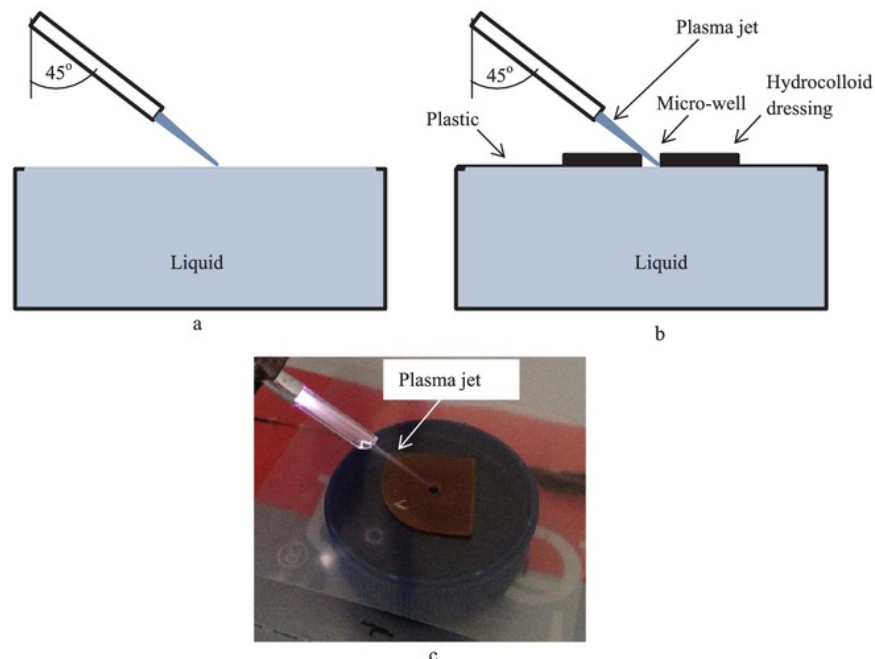 45°
Liquid
a
45°
Plasma jet
Micro-well
Hydrocolloid
dressing
Plastic
Liquid
b
Plasma jet
®
c